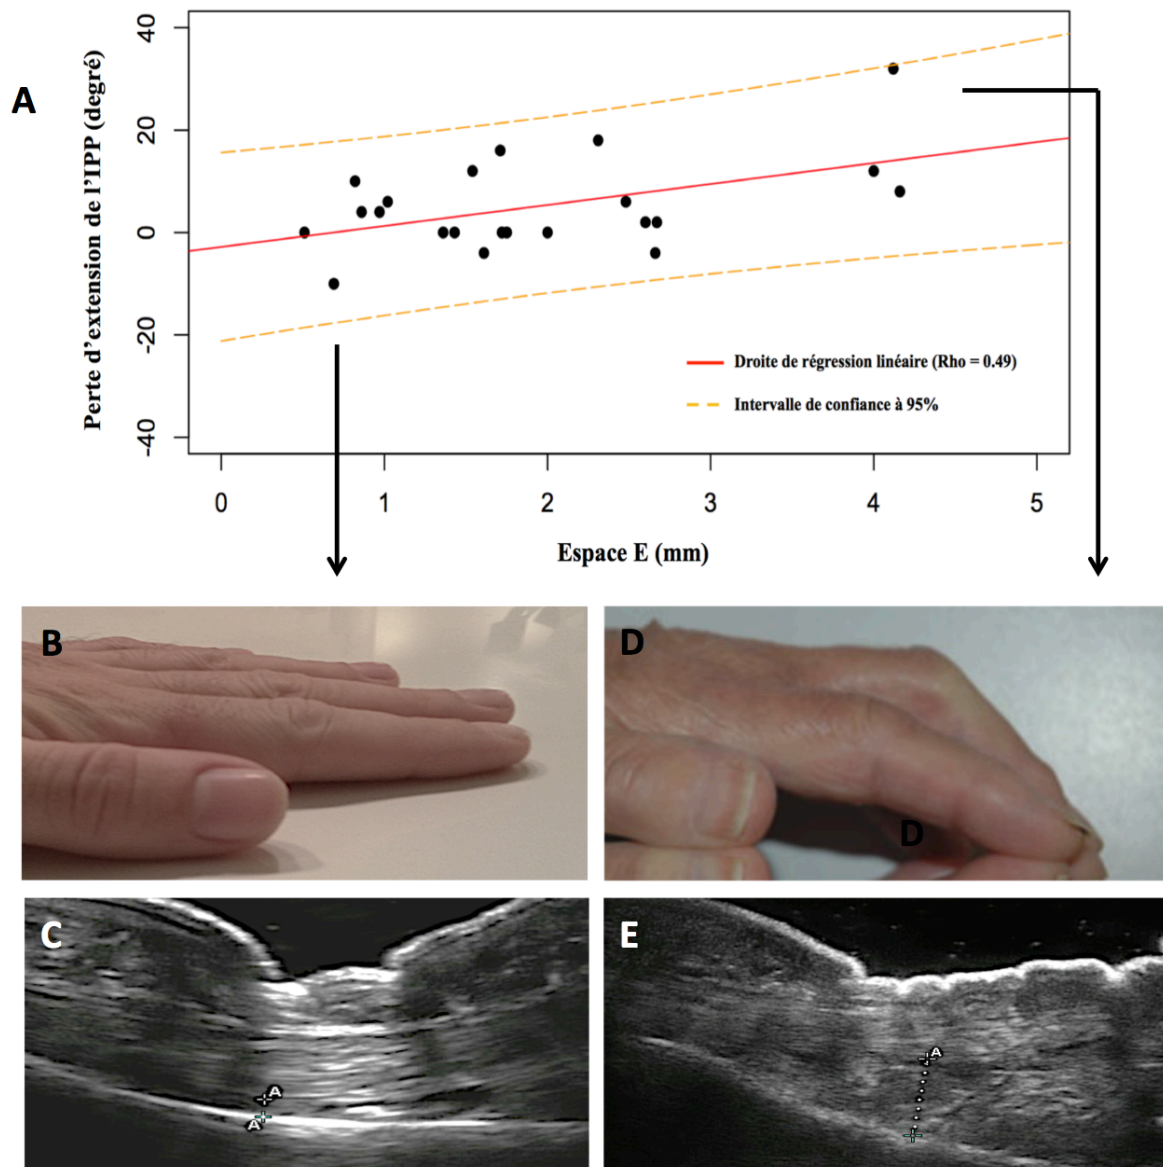 A
Perte d’extension de l’IPP (degré)
40
20
0
-20
-40
Droite de régression linéaire (Rho = 0.49)
Intervalle de confiance à 95%
0 1 2 3 4 5
Espace E (mm)
B
D
D
C
A
A
E
A